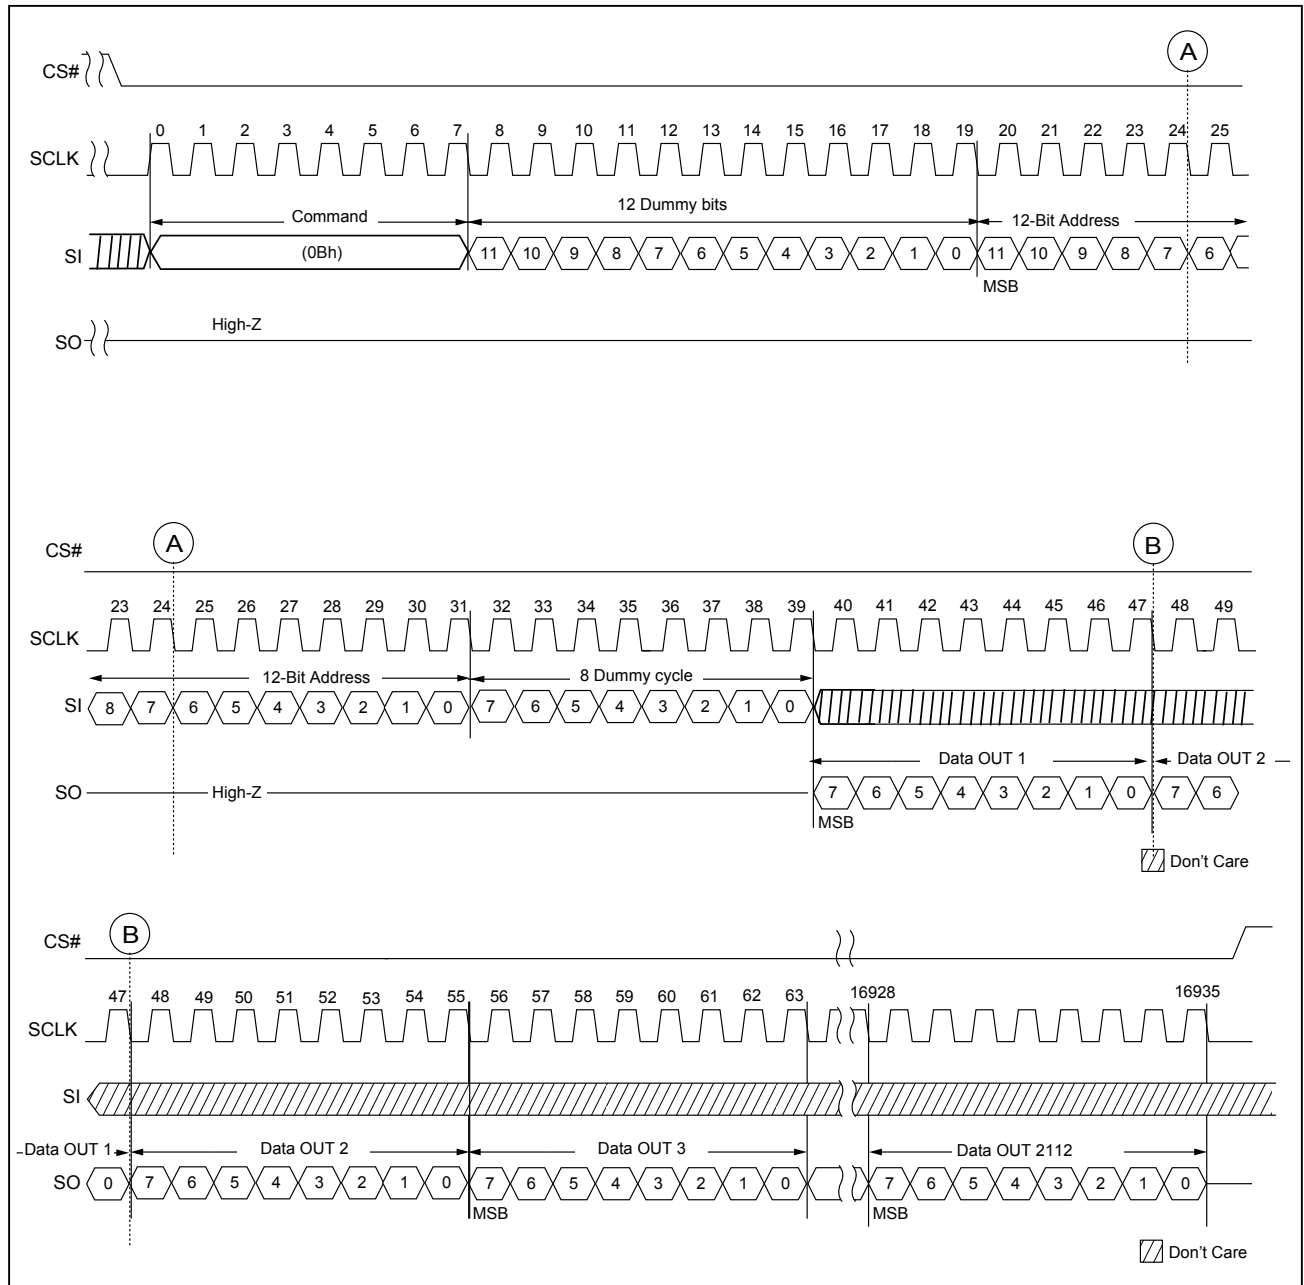 A
CS#
0 1 2 3 4 5 6 7 8 9 10 11 12 13 14 15 16 17 18 19 20 21 22 23 24 25
SCLK
Command 12 Dummy bits 12-Bit Address
SI (0Bh) 11 10 9 8 7 6 5 4 3 2 1 0 11 10 9 8 7 6
MSB
High-Z
SO
A B
CS#
23 24 25 26 27 28 29 30 31 32 33 34 35 36 37 38 39 40 41 42 43 44 45 46 47 48 49
SCLK
12-Bit Address 8 Dummy cycle
SI 8 7 6 5 4 3 2 1 0 7 6 5 4 3 2 1 0
Data OUT 1 Data OUT 2
SO High-Z 7 6 5 4 3 2 1 0 7 6
MSB
Don't Care
B
CS#
47 48 49 50 51 52 53 54 55 56 57 58 59 60 61 62 63 16928 16935
SCLK
SI
Data OUT 1 Data OUT 2 Data OUT 3 Data OUT 2112
SO 0 7 6 5 4 3 2 1 0 7 6 5 4 3 2 1 0 7 6 5 4 3 2 1 0
MSB MSB
Don't Care